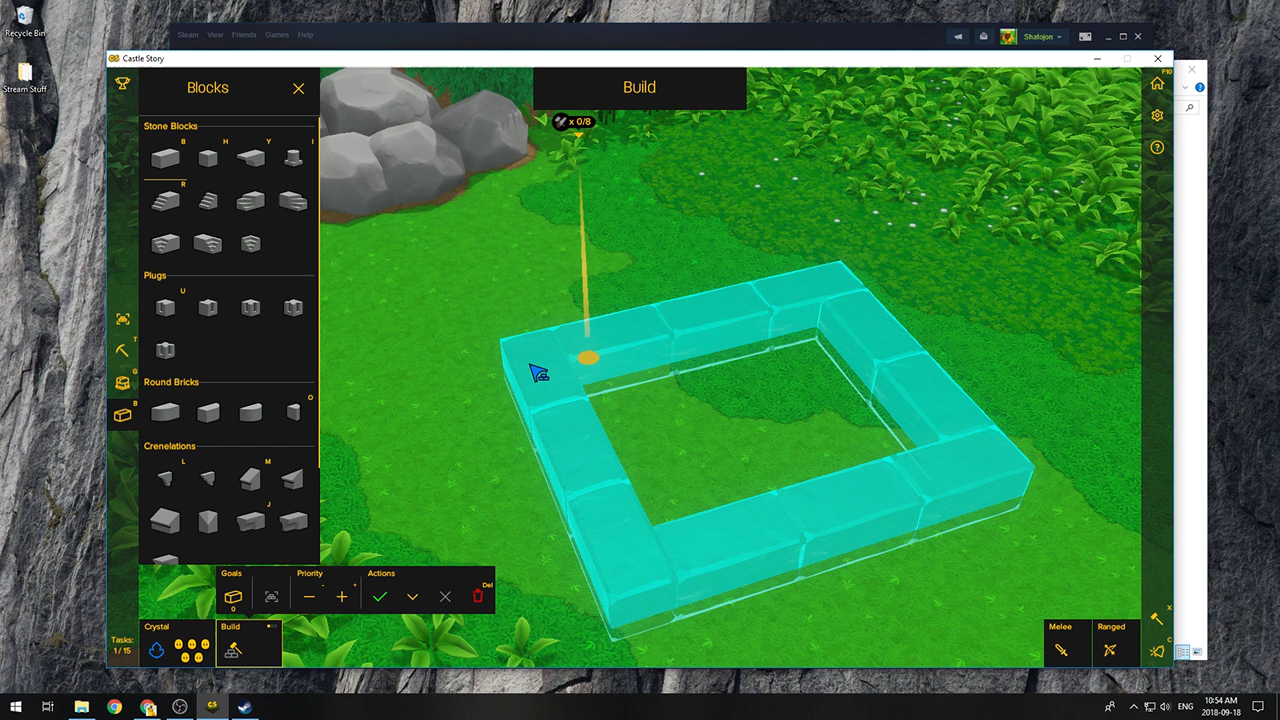 Recycle Bin
Stream Stuff
Steam View Friends Games Help
Shatojon
Castle Story
Blocks
Build
F10
x 0/8
Stone Blocks
B H Y I
R
Plugs
U
Round Bricks
O
Crenelations
L M
J
T
G
B
Goals Priority Actions
- + Del
0
Crystal Build
Tasks:
1 / 15
Melee Ranged
X
C
CS
ENG
10:54 AM
2018-09-18